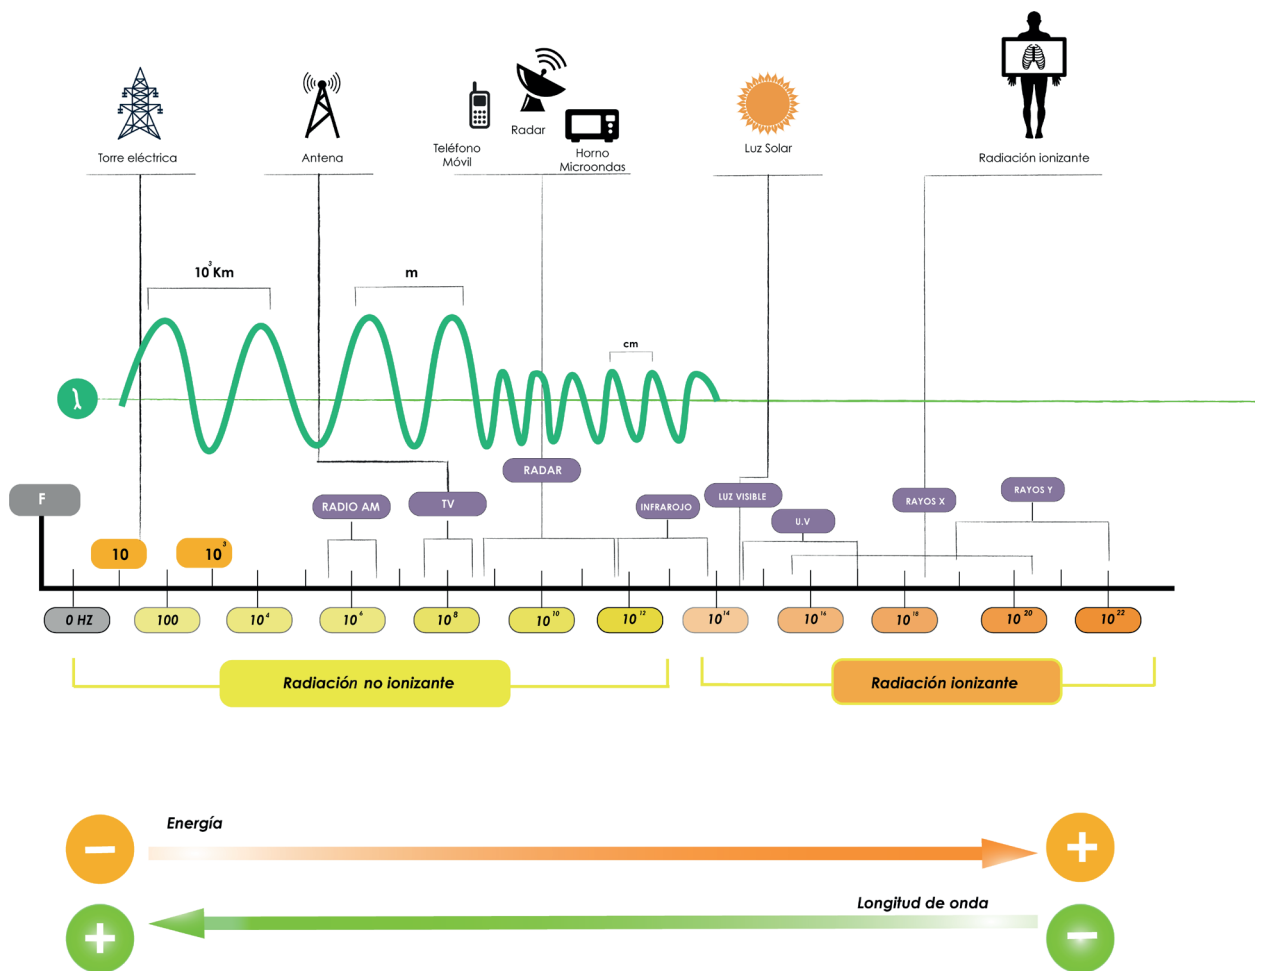 Torre eléctrica
Antena
Teléfono
Móvil
Radar
Horno
Microondas
Luz Solar
Radiación ionizante
10³Km
m
cm
λ
F
10
10³
RADIO AM
TV
RADAR
INFRAROJO
LUZ VISIBLE
U.V
RAYOS X
RAYOS Y
0 HZ
100
10⁴
10⁶
10⁸
10¹⁰
10¹²
10¹⁴
10¹⁶
10¹⁸
10²⁰
10²²
Radiación no ionizante
Radiación ionizante
Energía
− +
Longitud de onda
+ −